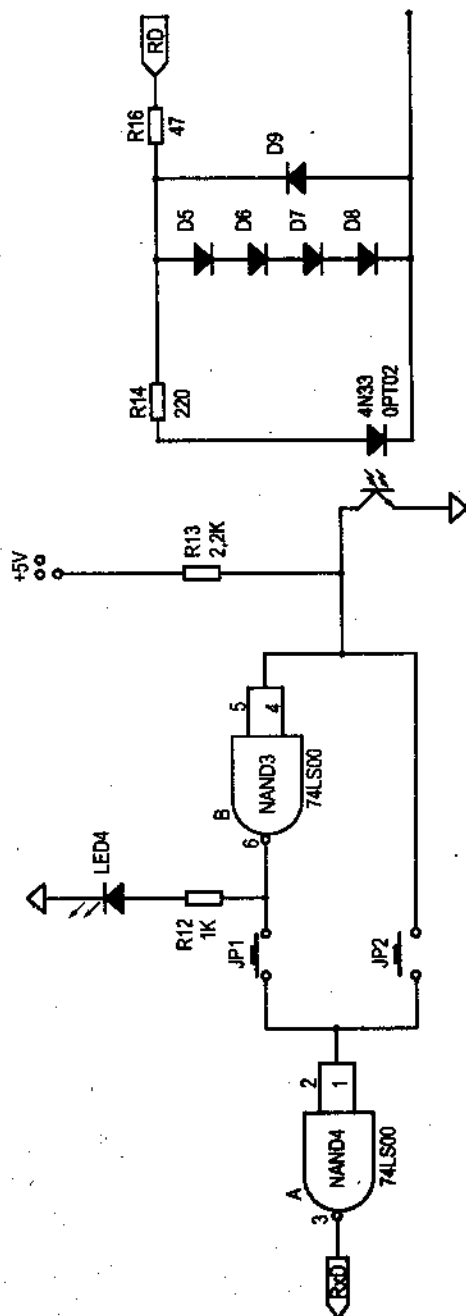 RD
R16
47
D9
D5
D6
D7
D8
R14
220
4N33
OPT02
+5V
R13
2,2K
5
4
NAND3
74LS00
B
6
LED4
R12
1K
JP1
JP2
2
1
NAND4
74LS00
A
3
RxD